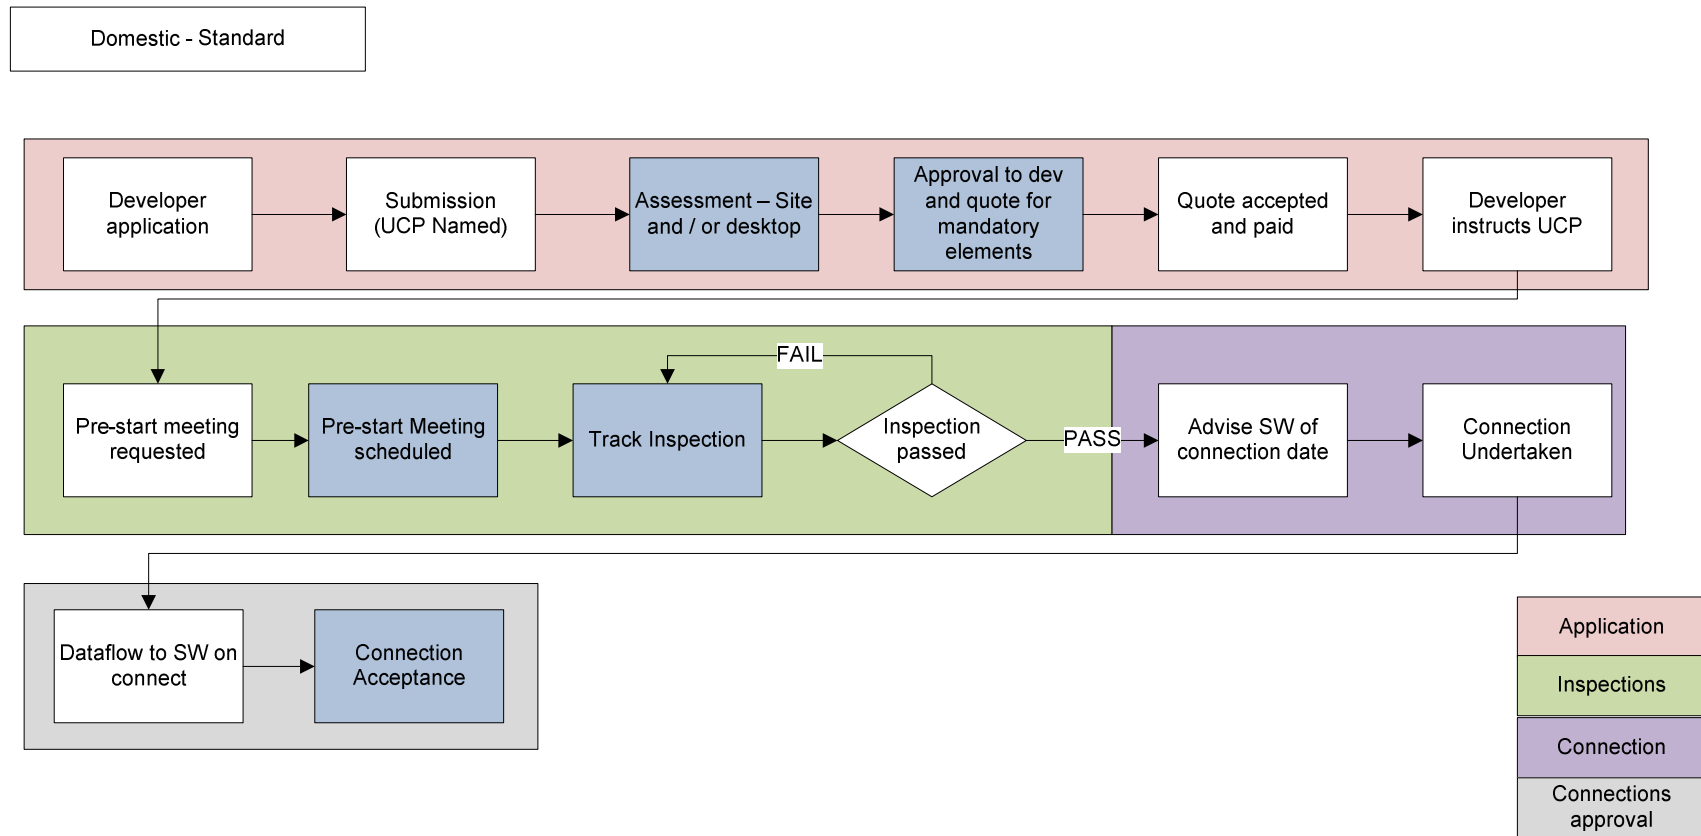 Domestic - Standard
Developer
application
Submission
(UCP Named)
Assessment – Site
and / or desktop
Approval to dev
and quote for
mandatory
elements
Quote accepted
and paid
Developer
instructs UCP
FAIL
Pre-start meeting
requested
Pre-start Meeting
scheduled
Track Inspection
Inspection
passed
PASS
Advise SW of
connection date
Connection
Undertaken
Dataflow to SW on
connect
Connection
Acceptance
Application
Inspections
Connection
Connections
approval